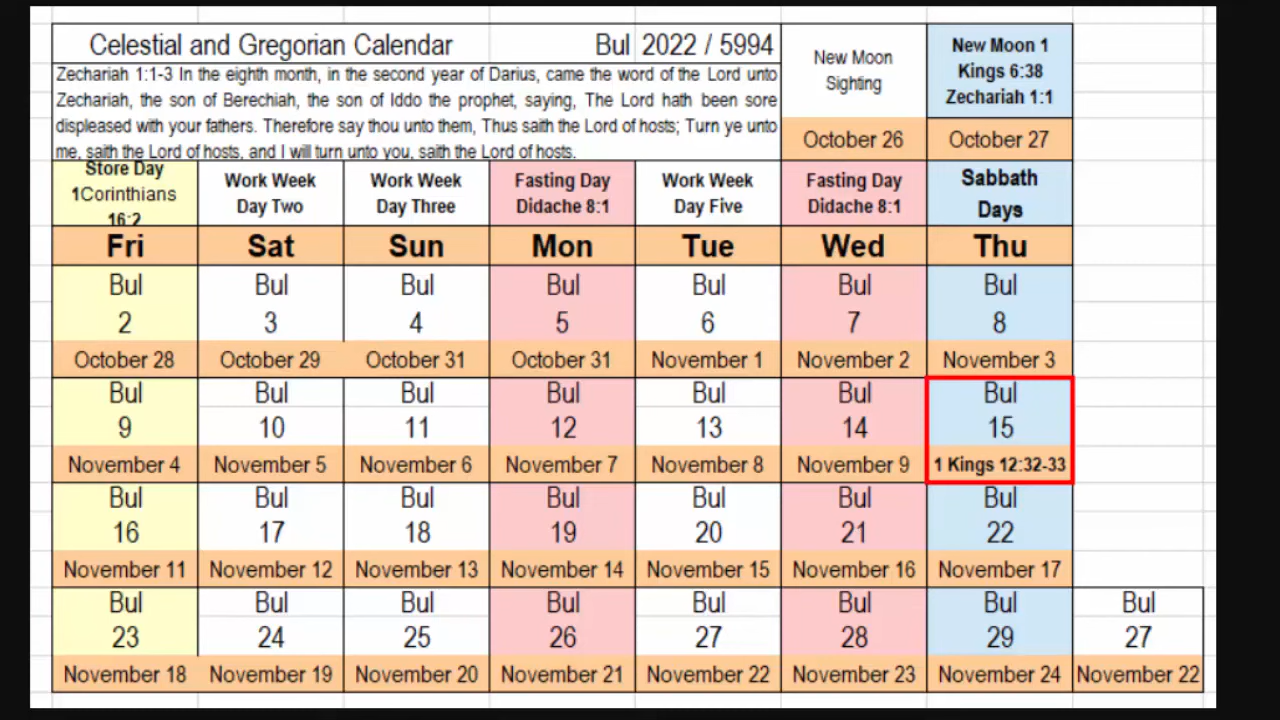 Celestial and Gregorian Calendar Bul 2022 / 5994
Zechariah 1:1-3 In the eighth month, in the second year of Darius, came the word of the Lord unto
Zechariah, the son of Berechiah, the son of Iddo the prophet, saying, The Lord hath been sore
displeased with your fathers. Therefore say thou unto them, Thus saith the Lord of hosts; Turn ye unto
me, saith the Lord of hosts, and I will turn unto you, saith the Lord of hosts.
New Moon
Sighting
New Moon 1
Kings 6:38
Zechariah 1:1
October 26 October 27
Store Day
1Corinthians
16:2
Work Week
Day Two
Work Week
Day Three
Fasting Day
Didache 8:1
Work Week
Day Five
Fasting Day
Didache 8:1
Sabbath
Days
Fri Sat Sun Mon Tue Wed Thu
Bul Bul Bul Bul Bul Bul Bul
2 3 4 5 6 7 8
October 28 October 29 October 31 October 31 November 1 November 2 November 3
Bul Bul Bul Bul Bul Bul Bul
9 10 11 12 13 14 15
November 4 November 5 November 6 November 7 November 8 November 9 1 Kings 12:32-33
Bul Bul Bul Bul Bul Bul Bul
16 17 18 19 20 21 22
November 11 November 12 November 13 November 14 November 15 November 16 November 17
Bul Bul Bul Bul Bul Bul Bul Bul
23 24 25 26 27 28 29 27
November 18 November 19 November 20 November 21 November 22 November 23 November 24 November 22